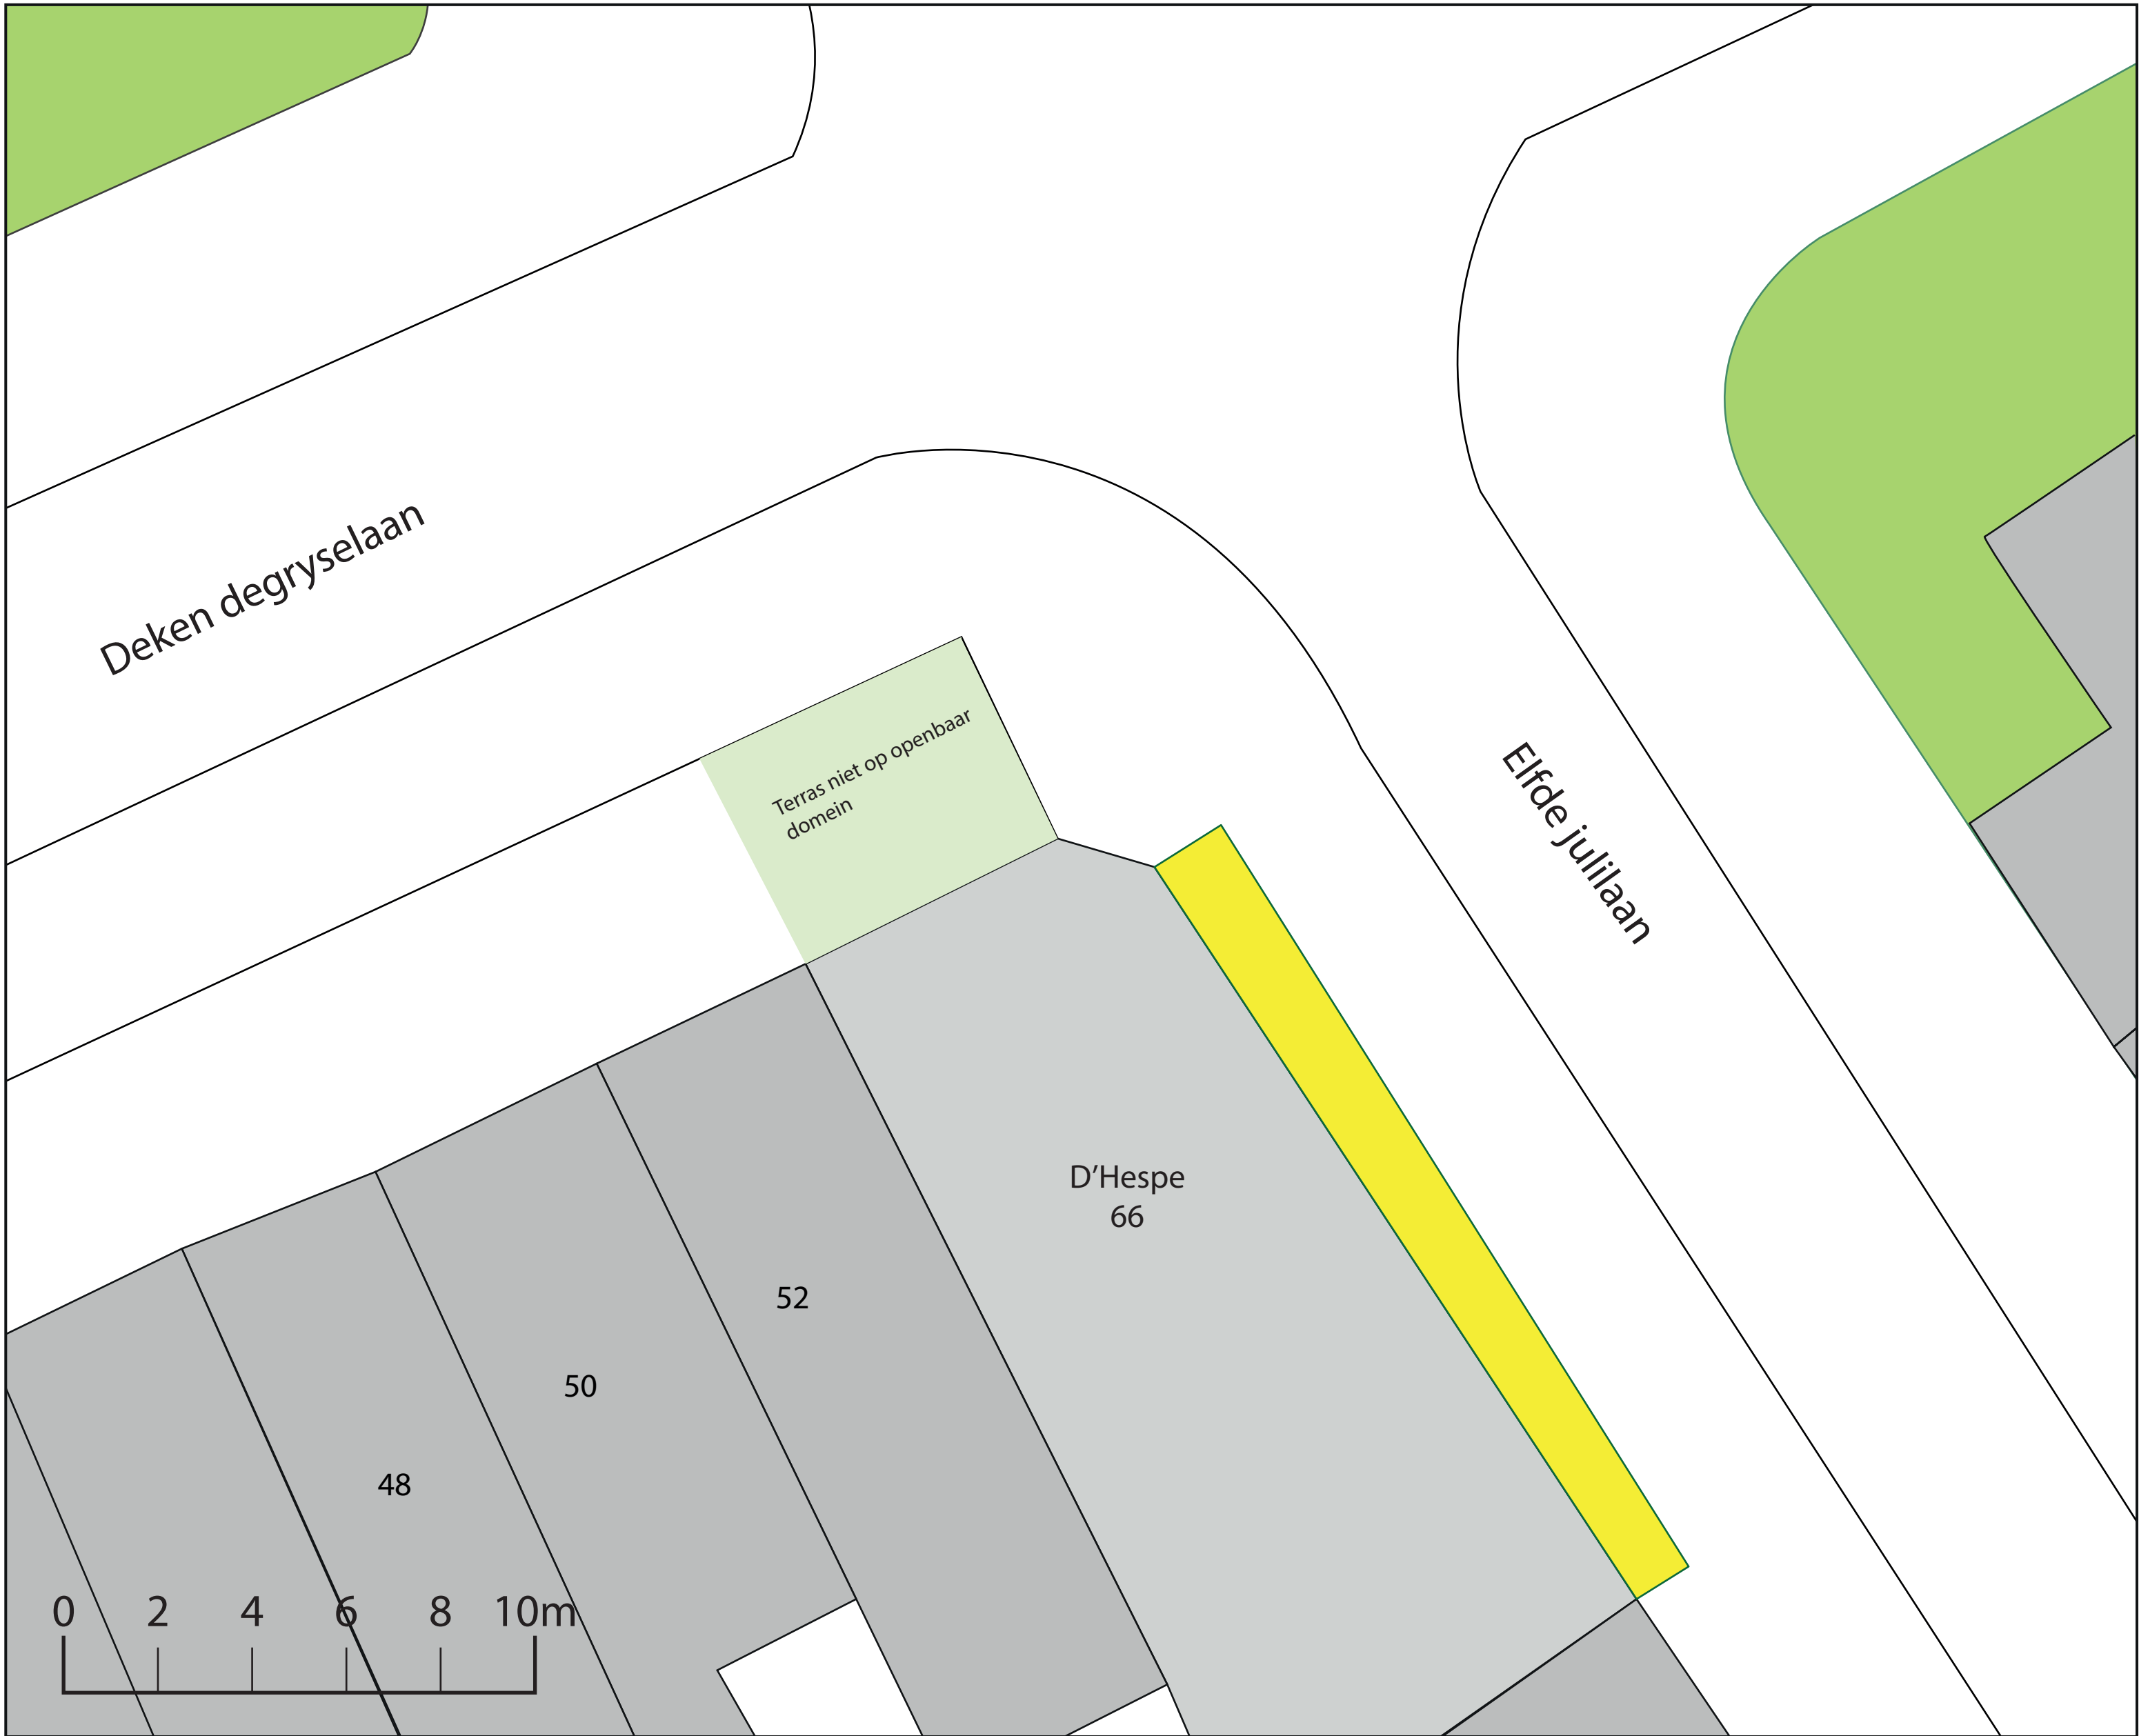 Deken degryselaan
Terras niet op openbaar
domein
Elfde julilaan
D'Hespe
66
52
50
48
0 2 4 6 8 10m